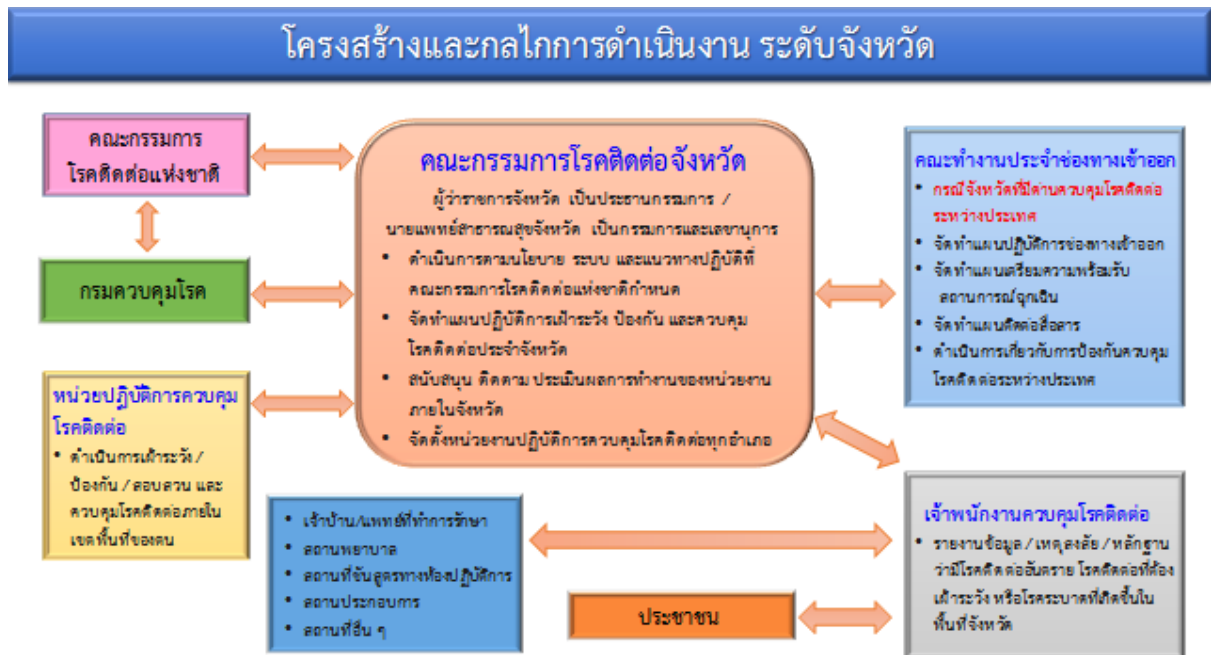 โครงสร้างและกลไกการดำเนินงาน ระดับจังหวัด
คณะกรรมการ
โรคติดต่อแห่งชาติ
กรมควบคุมโรค
หน่วยปฏิบัติการควบคุม
โรคติดต่อ
• ดำเนินการเฝ้าระวัง /
ป้องกัน / สอบสวน และ
ควบคุมโรคติดต่อภายใน
เขตพื้นที่ของตน
คณะกรรมการโรคติดต่อจังหวัด
ผู้ว่าราชการจังหวัด เป็นประธานกรรมการ /
นายแพทย์สาธารณสุขจังหวัด เป็นกรรมการและเลขานุการ
• ดำเนินการตามนโยบาย ระบบ และแนวทางปฏิบัติที่
คณะกรรมการโรคติดต่อแห่งชาติกำหนด
• จัดทำแผนปฏิบัติการเฝ้าระวัง ป้องกัน และควบคุม
โรคติดต่อประจำจังหวัด
• สนับสนุน ติดตาม ประเมินผลการทำงานของหน่วยงาน
ภายในจังหวัด
• จัดตั้งหน่วยงานปฏิบัติการควบคุมโรคติดต่อทุกอำเภอ
คณะทำงานประจำช่องทางเข้าออก
• กรณีจังหวัดที่มีด่านควบคุมโรคติดต่อ
ระหว่างประเทศ
• จัดทำแผนปฏิบัติการช่องทางเข้าออก
• จัดทำแผนเตรียมความพร้อมรับ
สถานการณ์ฉุกเฉิน
• จัดทำแผนติดต่อสื่อสาร
• ดำเนินการเกี่ยวกับการป้องกันควบคุม
โรคติดต่อระหว่างประเทศ
• เจ้าบ้าน/แพทย์ที่ทำการรักษา
• สถานพยาบาล
• สถานที่ชันสูตรทางห้องปฏิบัติการ
• สถานประกอบการ
• สถานที่อื่น ๆ
ประชาชน
เจ้าพนักงานควบคุมโรคติดต่อ
• รายงานข้อมูล / เหตุสงสัย / หลักฐาน
ว่ามีโรคติดต่ออันตราย โรคติดต่อที่ต้อง
เฝ้าระวัง หรือโรคระบาดที่เกิดขึ้นใน
พื้นที่จังหวัด